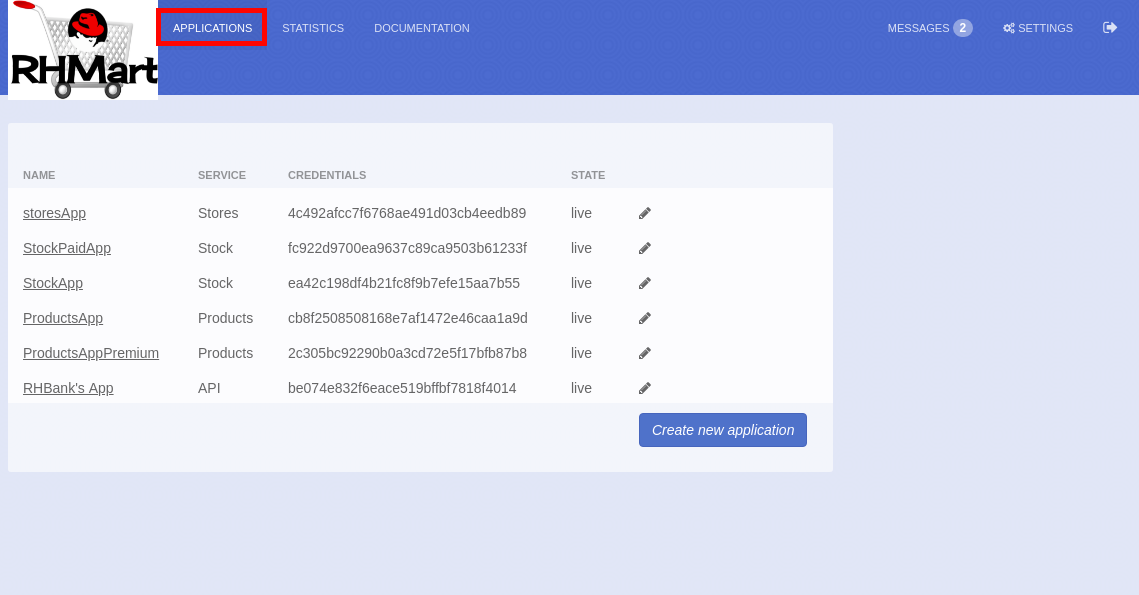 RHMart
APPLICATIONS STATISTICS DOCUMENTATION MESSAGES 2 SETTINGS
NAME SERVICE CREDENTIALS STATE
storesApp Stores 4c492afcc7f6768ae491d03cb4eedb89 live
StockPaidApp Stock fc922d9700ea9637c89ca9503b61233f live
StockApp Stock ea42c198df4b21fc8f9b7efe15aa7b55 live
ProductsApp Products cb8f2508508168e7af1472e46caa1a9d live
ProductsAppPremium Products 2c305bc92290b0a3cd72e5f17bfb87b8 live
RHBank's App API be074e832f6eace519bffbf7818f4014 live
Create new application